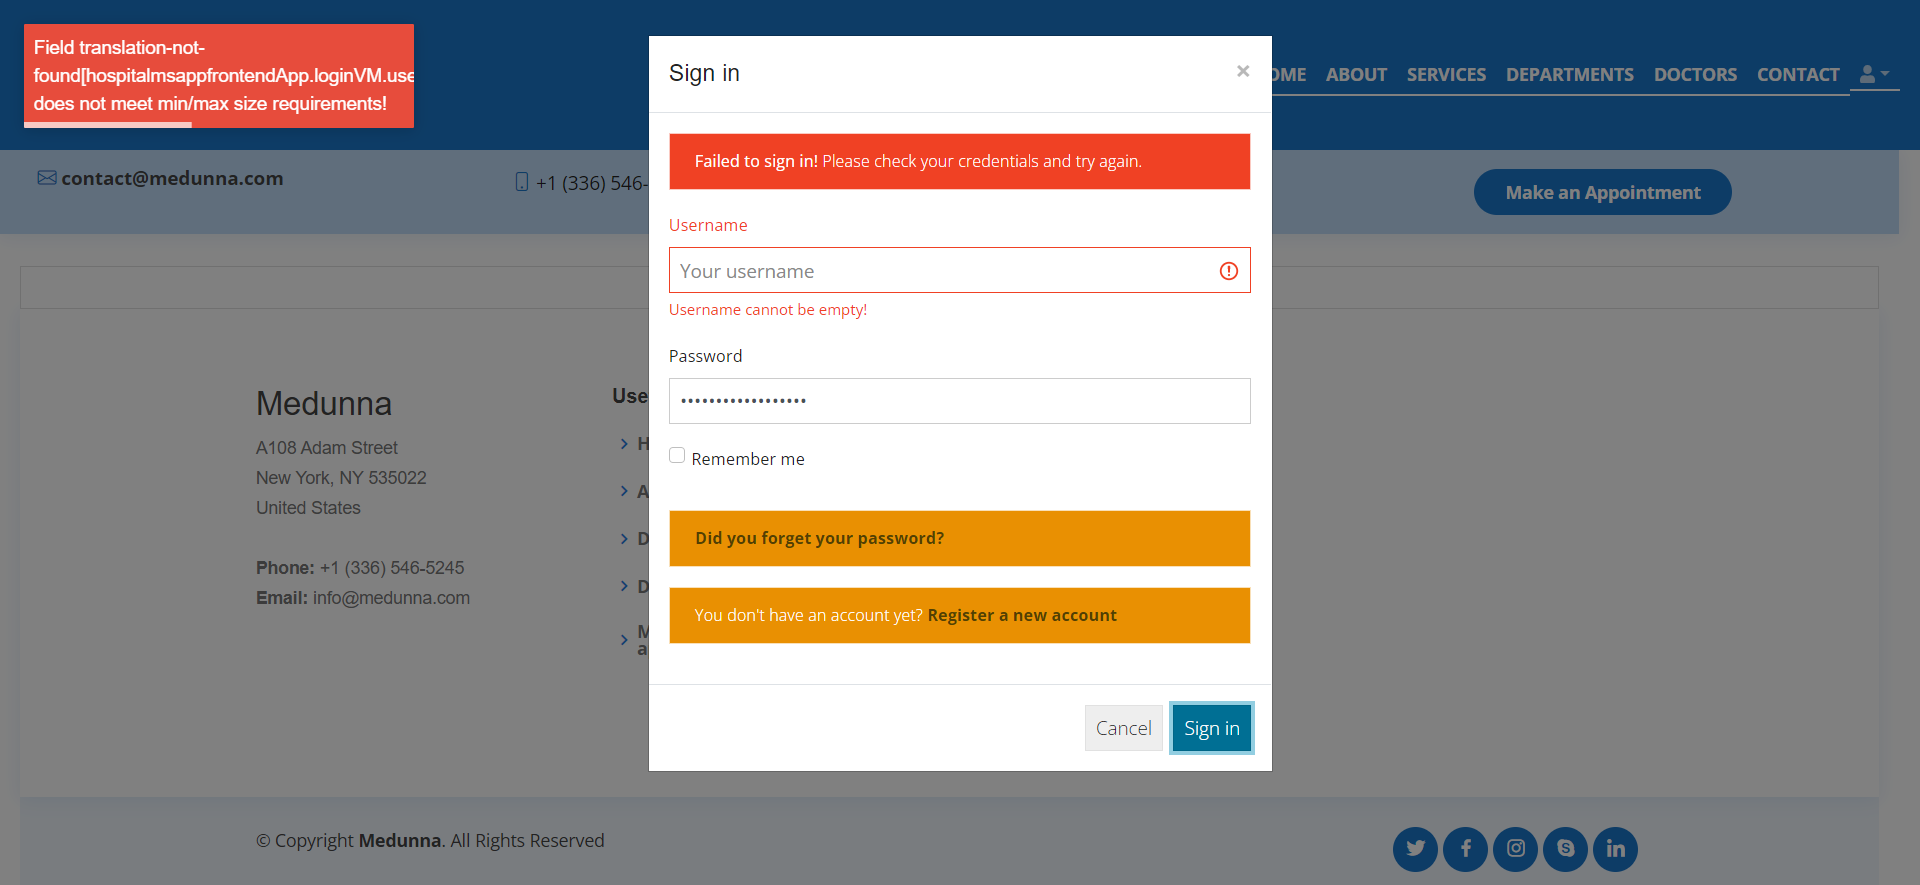 Field translation-not-
found[hospitalmsappfrontendApp.loginVM.use
does not meet min/max size requirements!
OME ABOUT SERVICES DEPARTMENTS DOCTORS CONTACT
contact@medunna.com
+1 (336) 546-
Make an Appointment
Sign in
×
Failed to sign in! Please check your credentials and try again.
Username
Your username
Username cannot be empty!
Password
••••••••••••••••••
Remember me
Did you forget your password?
You don't have an account yet? Register a new account
Cancel
Sign in
Medunna
A108 Adam Street
New York, NY 535022
United States
Phone: +1 (336) 546-5245
Email: info@medunna.com
Use
H
A
D
D
M
a
© Copyright Medunna. All Rights Reserved